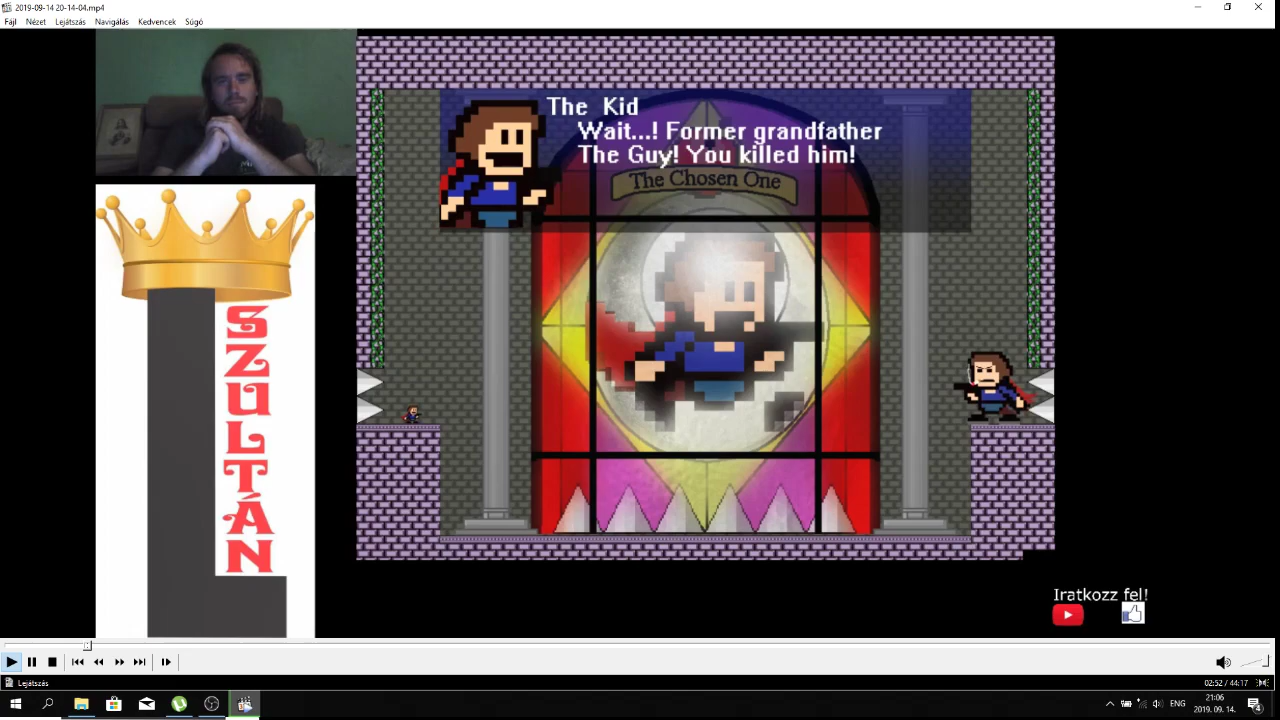 2019-09-14 20-14-04.mp4
Fájl Nézet Lejátszás Navigálás Kedvencek Súgó
The Kid
Wait...! Former grandfather
The Guy! You killed him!
The Chosen One
SZULTÁN
Iratkozz fel!
Lejátszás
02:52 / 44:17
ENG
21:06
2019. 09. 14.
4